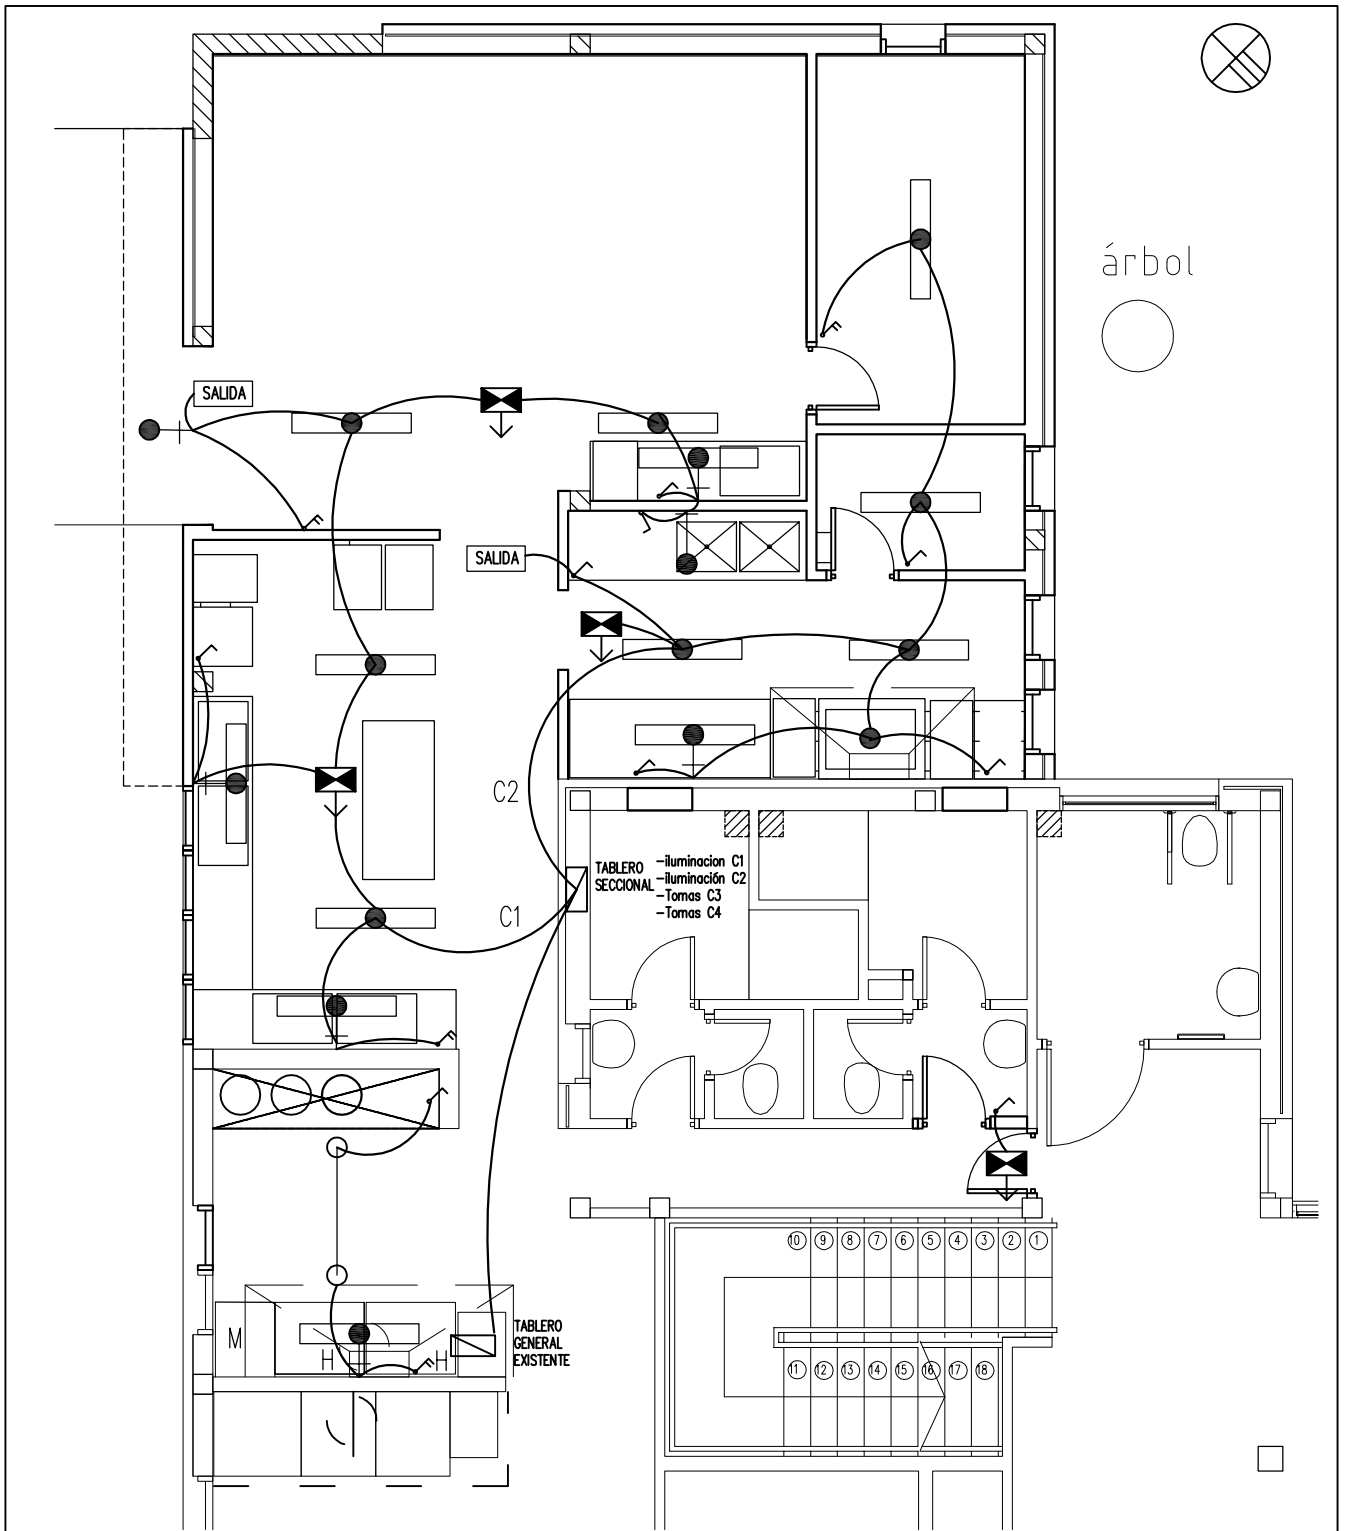 árbol
SALIDA
SALIDA
C2
TABLERO
SECCIONAL
-iluminacion C1
-iluminación C2
-Tomas C3
-Tomas C4
C1
10 9 8 7 6 5 4 3 2 1
M
H
H
TABLERO
GENERAL
EXISTENTE
11 12 13 14 15 16 17 18